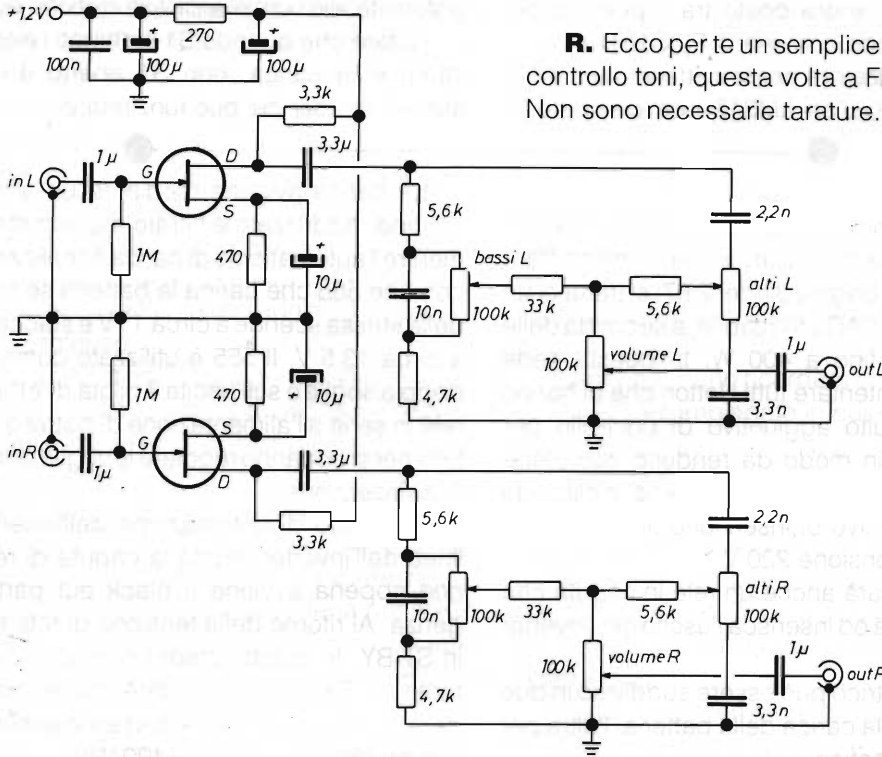 R. Ecco per te un semplice
controllo toni, questa volta a F
Non sono necessarie tarature.
+12V
270
+
+
100n
100µ
100µ
3,3k
3,3µ
in L
1µ
G
D
S
1M
470
+
10µ
5,6k
10n
bassi L
100k
33k
5,6k
2,2n
alti L
100k
4,7k
100k
volume L
1µ
out L
3,3n
1M
470
+
10µ
in R
1µ
G
S
D
3,3µ
3,3k
5,6k
10n
100k
33k
5,6k
2,2n
alti R
100k
4,7k
100k
volume R
1µ
out R
3,3n